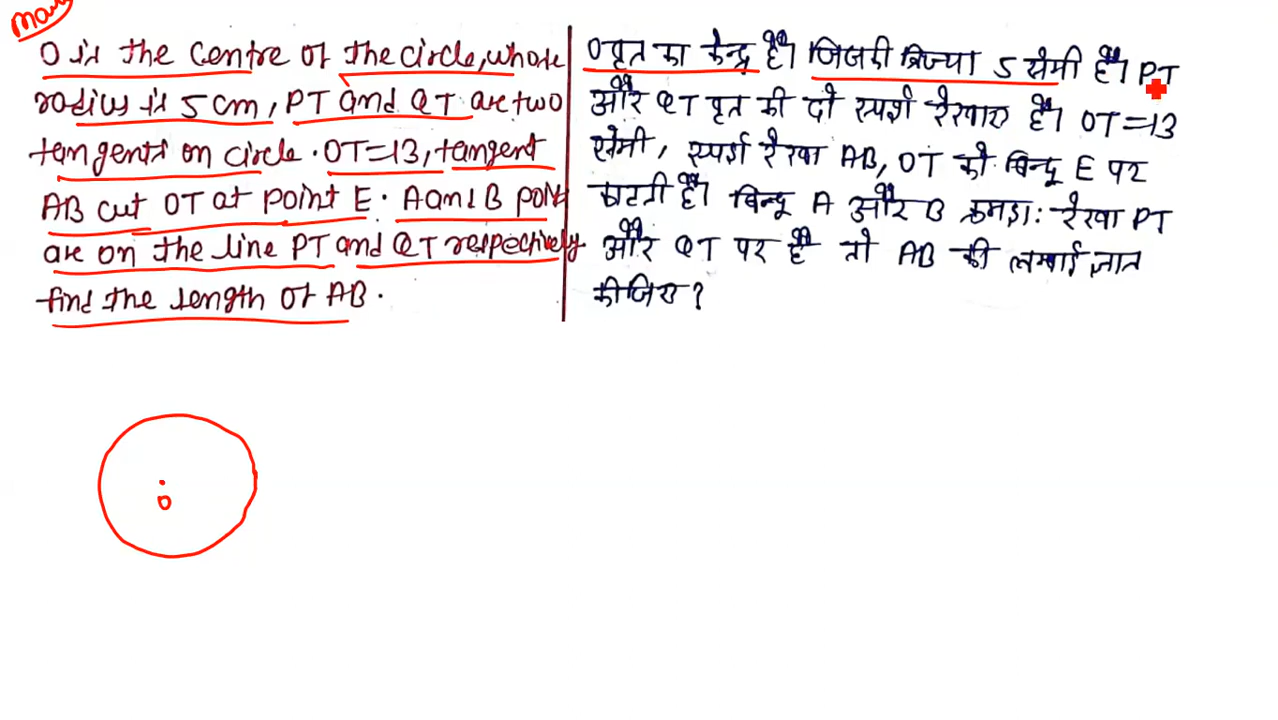 Mains
O is the centre of the circle, whose
radius is 5 cm, PT and QT are two
tangents on circle. OT=13, tangent
AB cut OT at point E. A and B point
are on the line PT and QT respectively
find the length of AB.
O वृत का केन्द्र है। जिजकी त्रिज्या 5 सेमी है। PT
और QT वृत की दो स्पर्श रेखाए है। OT=13
सेमी, स्पर्श रेखा AB, OT को बिन्दू E पर
काटती है। बिन्दू A और B क्रमशः रेखा PT
और QT पर है तो AB की लम्बाई ज्ञात
कीजिए?
O